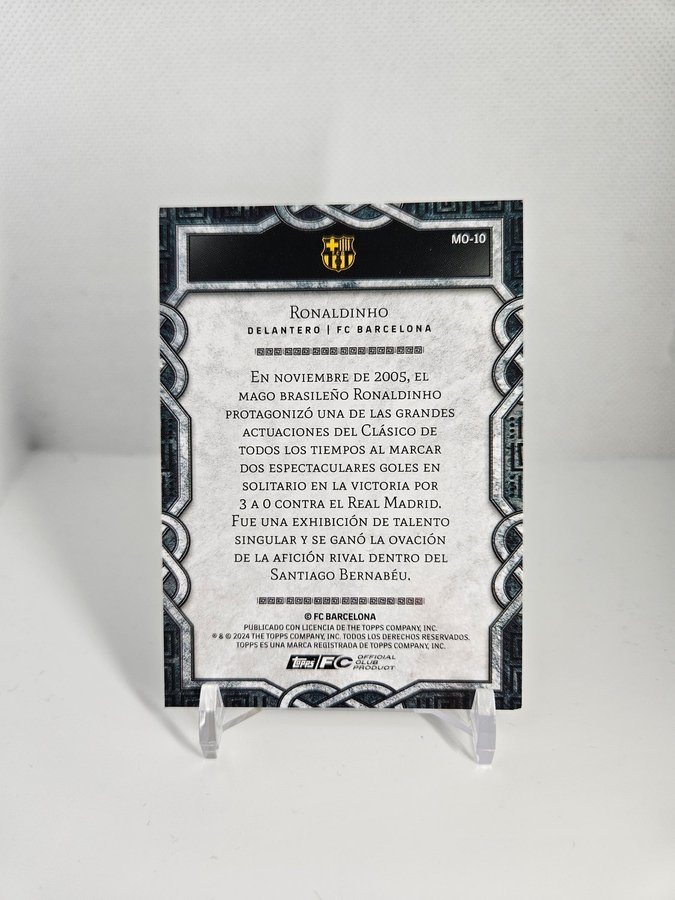 MO-10
Ronaldinho
DELANTERO | FC BARCELONA
En noviembre de 2005, el
mago brasileño Ronaldinho
protagonizó una de las grandes
actuaciones del Clásico de
todos los tiempos al marcar
dos espectaculares goles en
solitario en la victoria por
3 a 0 contra el Real Madrid.
Fue una exhibición de talento
singular y se ganó la ovación
de la afición rival dentro del
Santiago Bernabéu.
© FC BARCELONA
PUBLICADO CON LICENCIA DE THE TOPPS COMPANY, INC.
® & © 2024 THE TOPPS COMPANY, INC. TODOS LOS DERECHOS RESERVADOS.
TOPPS ES UNA MARCA REGISTRADA DE TOPPS COMPANY, INC.
Topps FC OFFICIAL
CLUB
PRODUCT